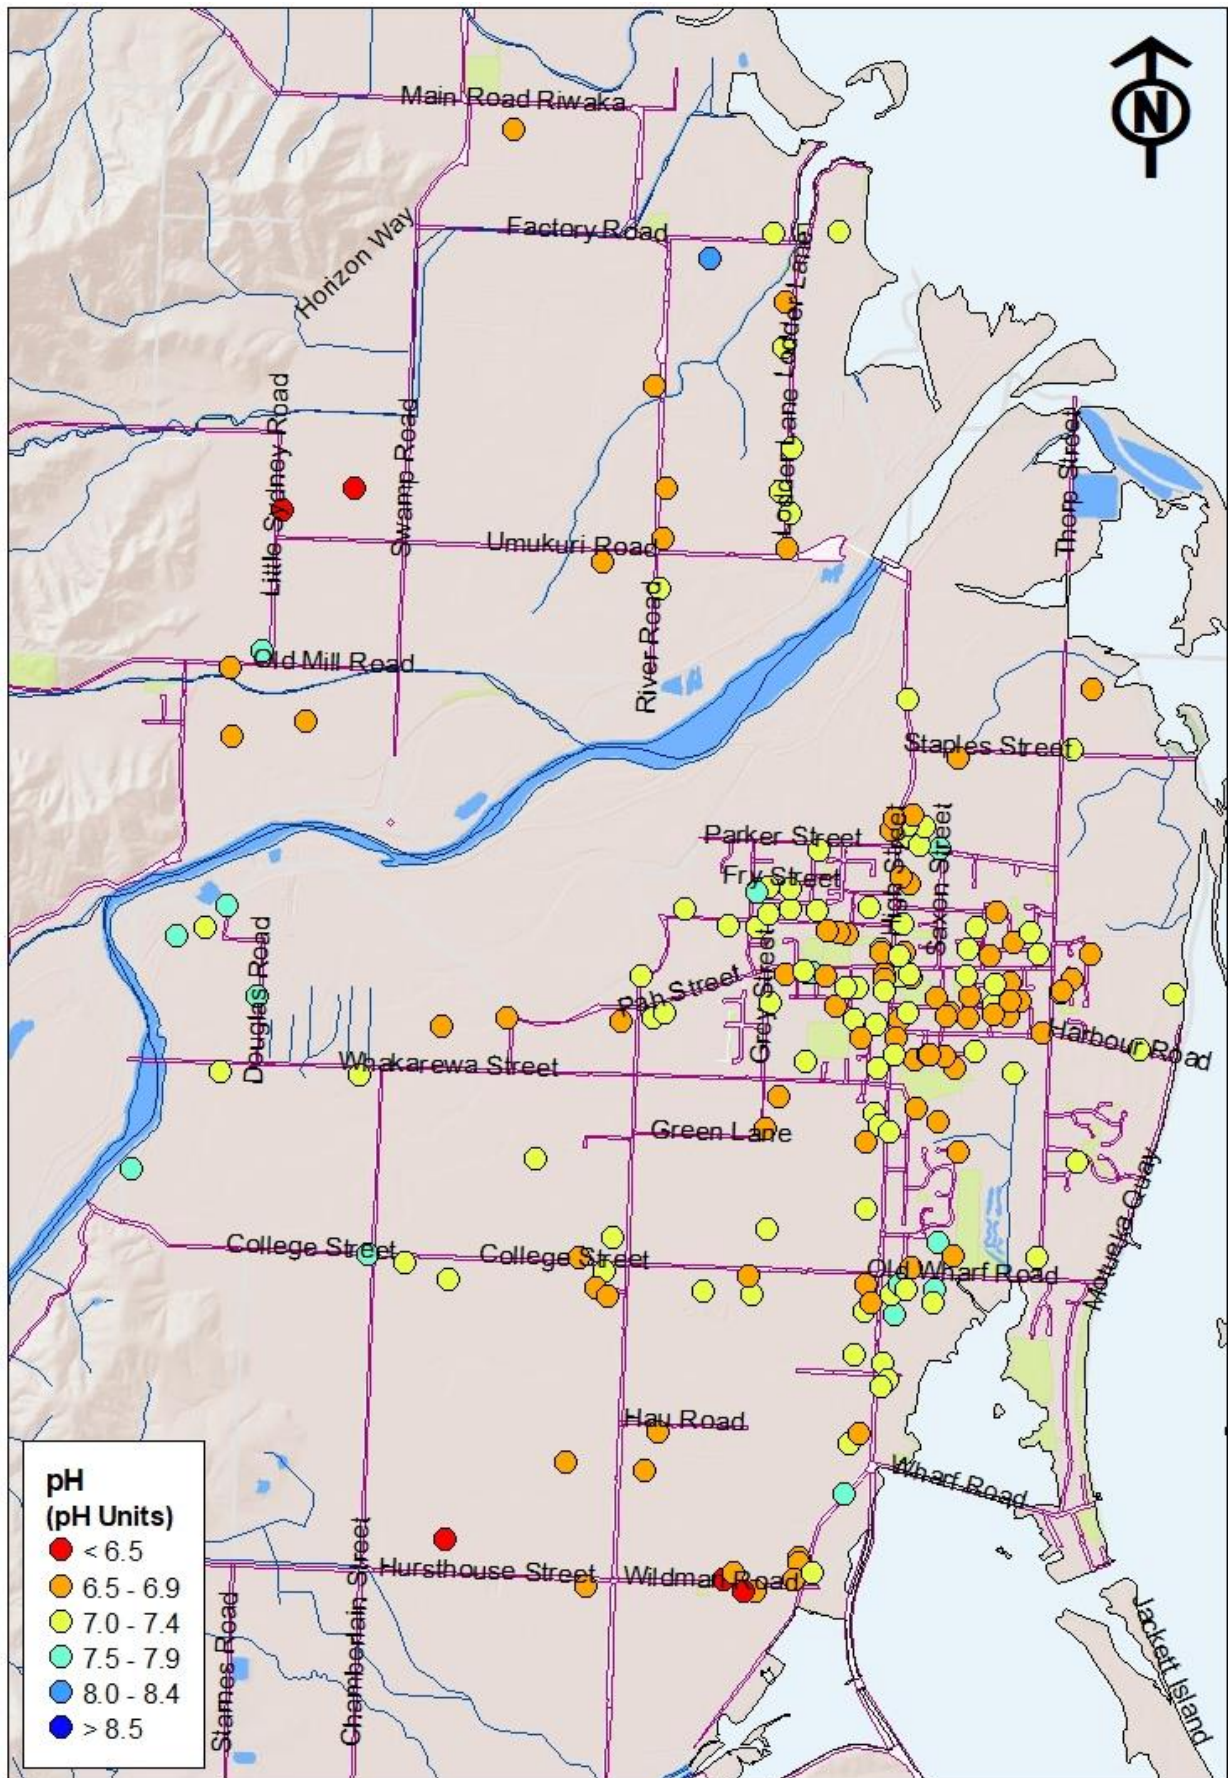 N
Main Road Riwaka
Factory Road
Horizon Way
Lodder Lane
Little Sydney Road
Swamp Road
Lodder Lane
Thorp Street
Umukuri Road
River Road
Old Mill Road
Staples Street
Parker Street
High Street
Saxon Street
Fry Street
Grey Street
Pah Street
Douglas Road
Harbour Road
Whakarewa Street
Green Lane
Motueka Quay
College Street
College Street
Old Wharf Road
Hau Road
Wharf Road
Hursthouse Street
Wildman Road
Chamberlain Street
Starnes Road
Jackett Island
pH
(pH Units)
< 6.5
6.5 - 6.9
7.0 - 7.4
7.5 - 7.9
8.0 - 8.4
> 8.5